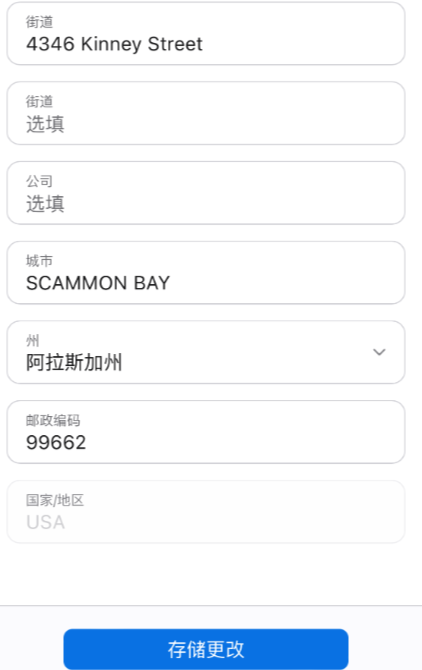 街道
4346 Kinney Street
街道
选填
公司
选填
城市
SCAMMON BAY
州
阿拉斯加州
邮政编码
99662
国家/地区
USA
存储更改